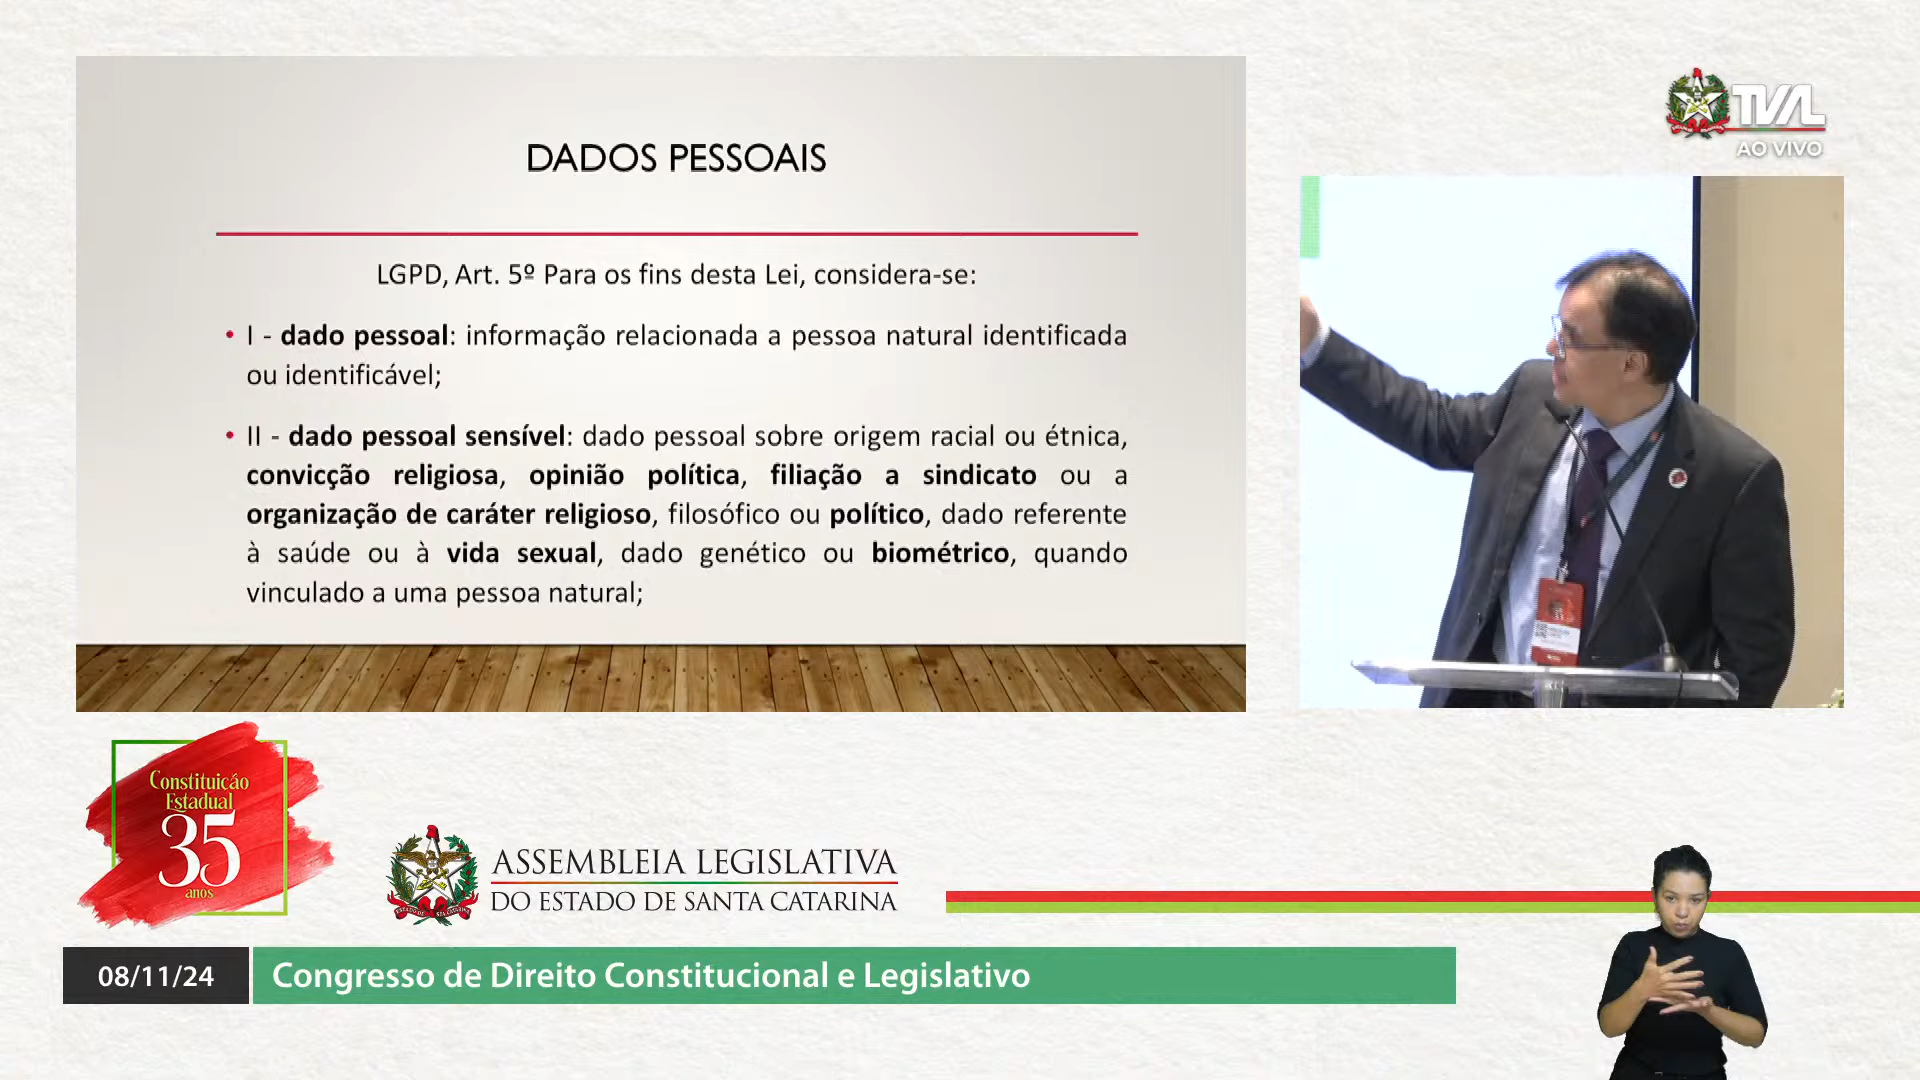 DADOS PESSOAIS
LGPD, Art. 5º Para os fins desta Lei, considera-se:
• I - dado pessoal: informação relacionada a pessoa natural identificada
ou identificável;
• II - dado pessoal sensível: dado pessoal sobre origem racial ou étnica,
convicção religiosa, opinião política, filiação a sindicato ou a
organização de caráter religioso, filosófico ou político, dado referente
à saúde ou à vida sexual, dado genético ou biométrico, quando
vinculado a uma pessoa natural;
TVAL
AO VIVO
Constituição
Estadual
35
anos
ASSEMBLEIA LEGISLATIVA
DO ESTADO DE SANTA CATARINA
08/11/24
Congresso de Direito Constitucional e Legislativo